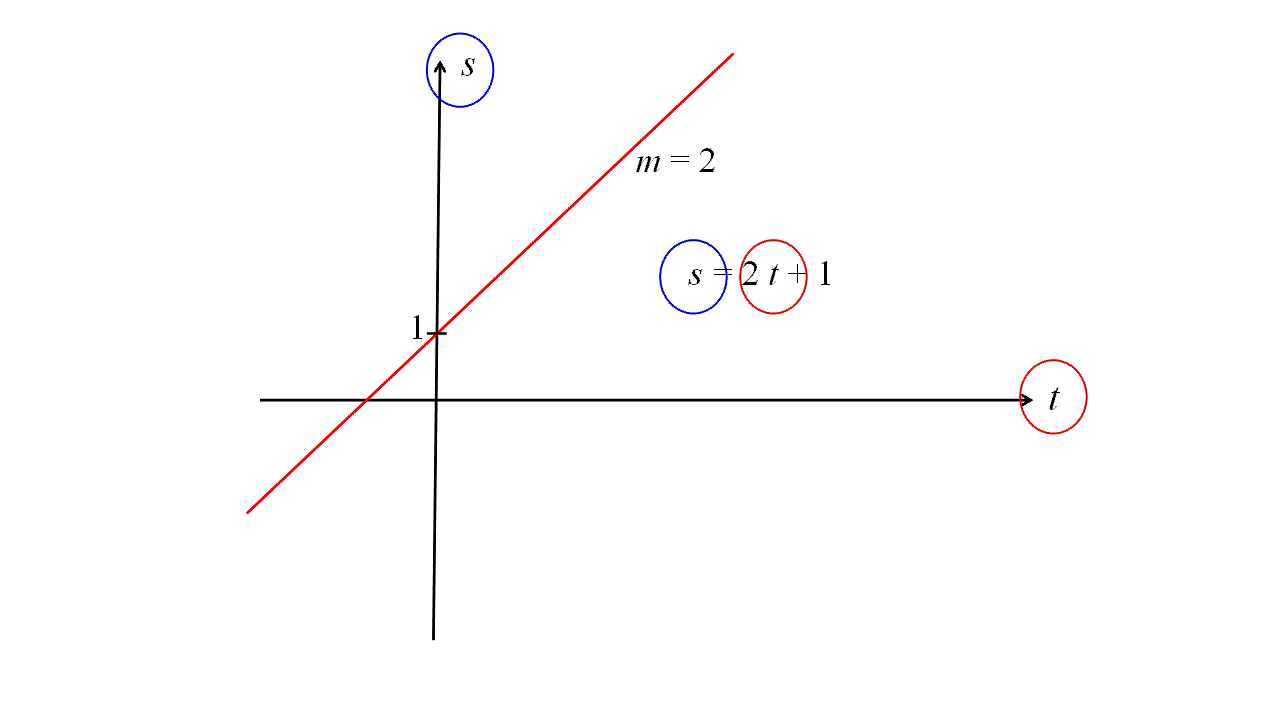 s
m = 2
s = 2 t + 1
1
t